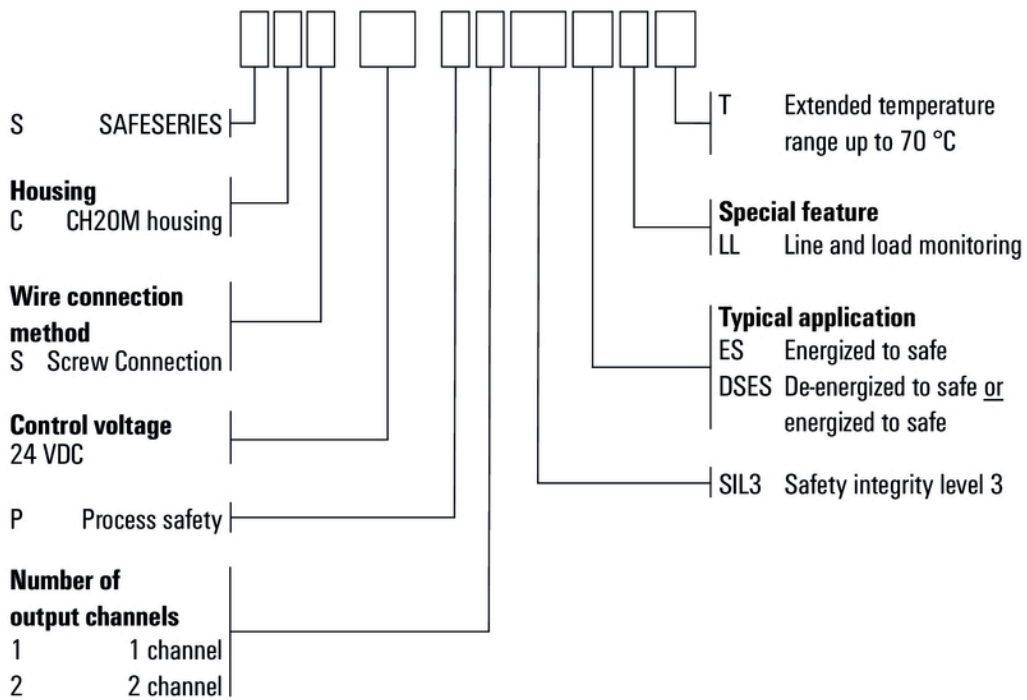 S SAFESERIES
Housing
C CH20M housing
Wire connection
method
S Screw Connection
Control voltage
24 VDC
P Process safety
Number of
output channels
1 1 channel
2 2 channel
T Extended temperature
range up to 70 °C
Special feature
LL Line and load monitoring
Typical application
ES Energized to safe
DSES De-energized to safe or
energized to safe
SIL3 Safety integrity level 3